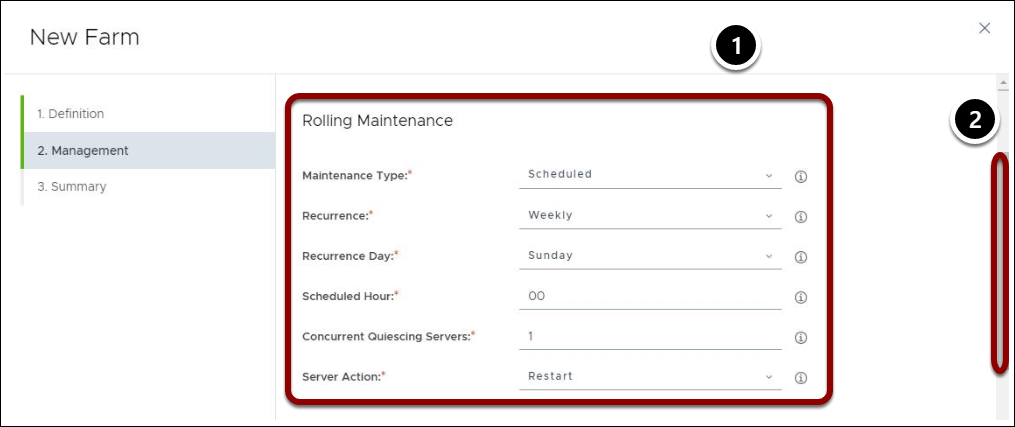 New Farm
1
2
1. Definition
2. Management
3. Summary
Rolling Maintenance
Maintenance Type:* Scheduled
Recurrence:* Weekly
Recurrence Day:* Sunday
Scheduled Hour:* 00
Concurrent Quiescing Servers:* 1
Server Action:* Restart